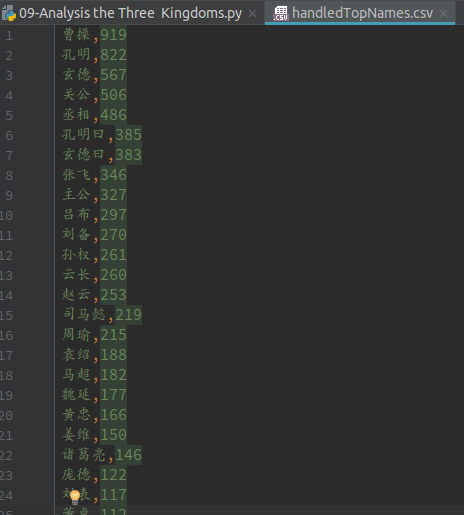 09-Analysis the Three Kingdoms.py × handledTopNames.csv ×
1 曹操,919
2 孔明,822
3 玄德,567
4 关公,506
5 丞相,486
6 孔明曰,385
7 玄德曰,383
8 张飞,346
9 主公,327
10 吕布,297
11 刘备,270
12 孙权,261
13 云长,260
14 赵云,253
15 司马懿,219
16 周瑜,215
17 袁绍,188
18 马超,182
19 魏延,177
20 黄忠,166
21 姜维,150
22 诸葛亮,146
23 庞德,122
24 刘表,117
25 董卓,112